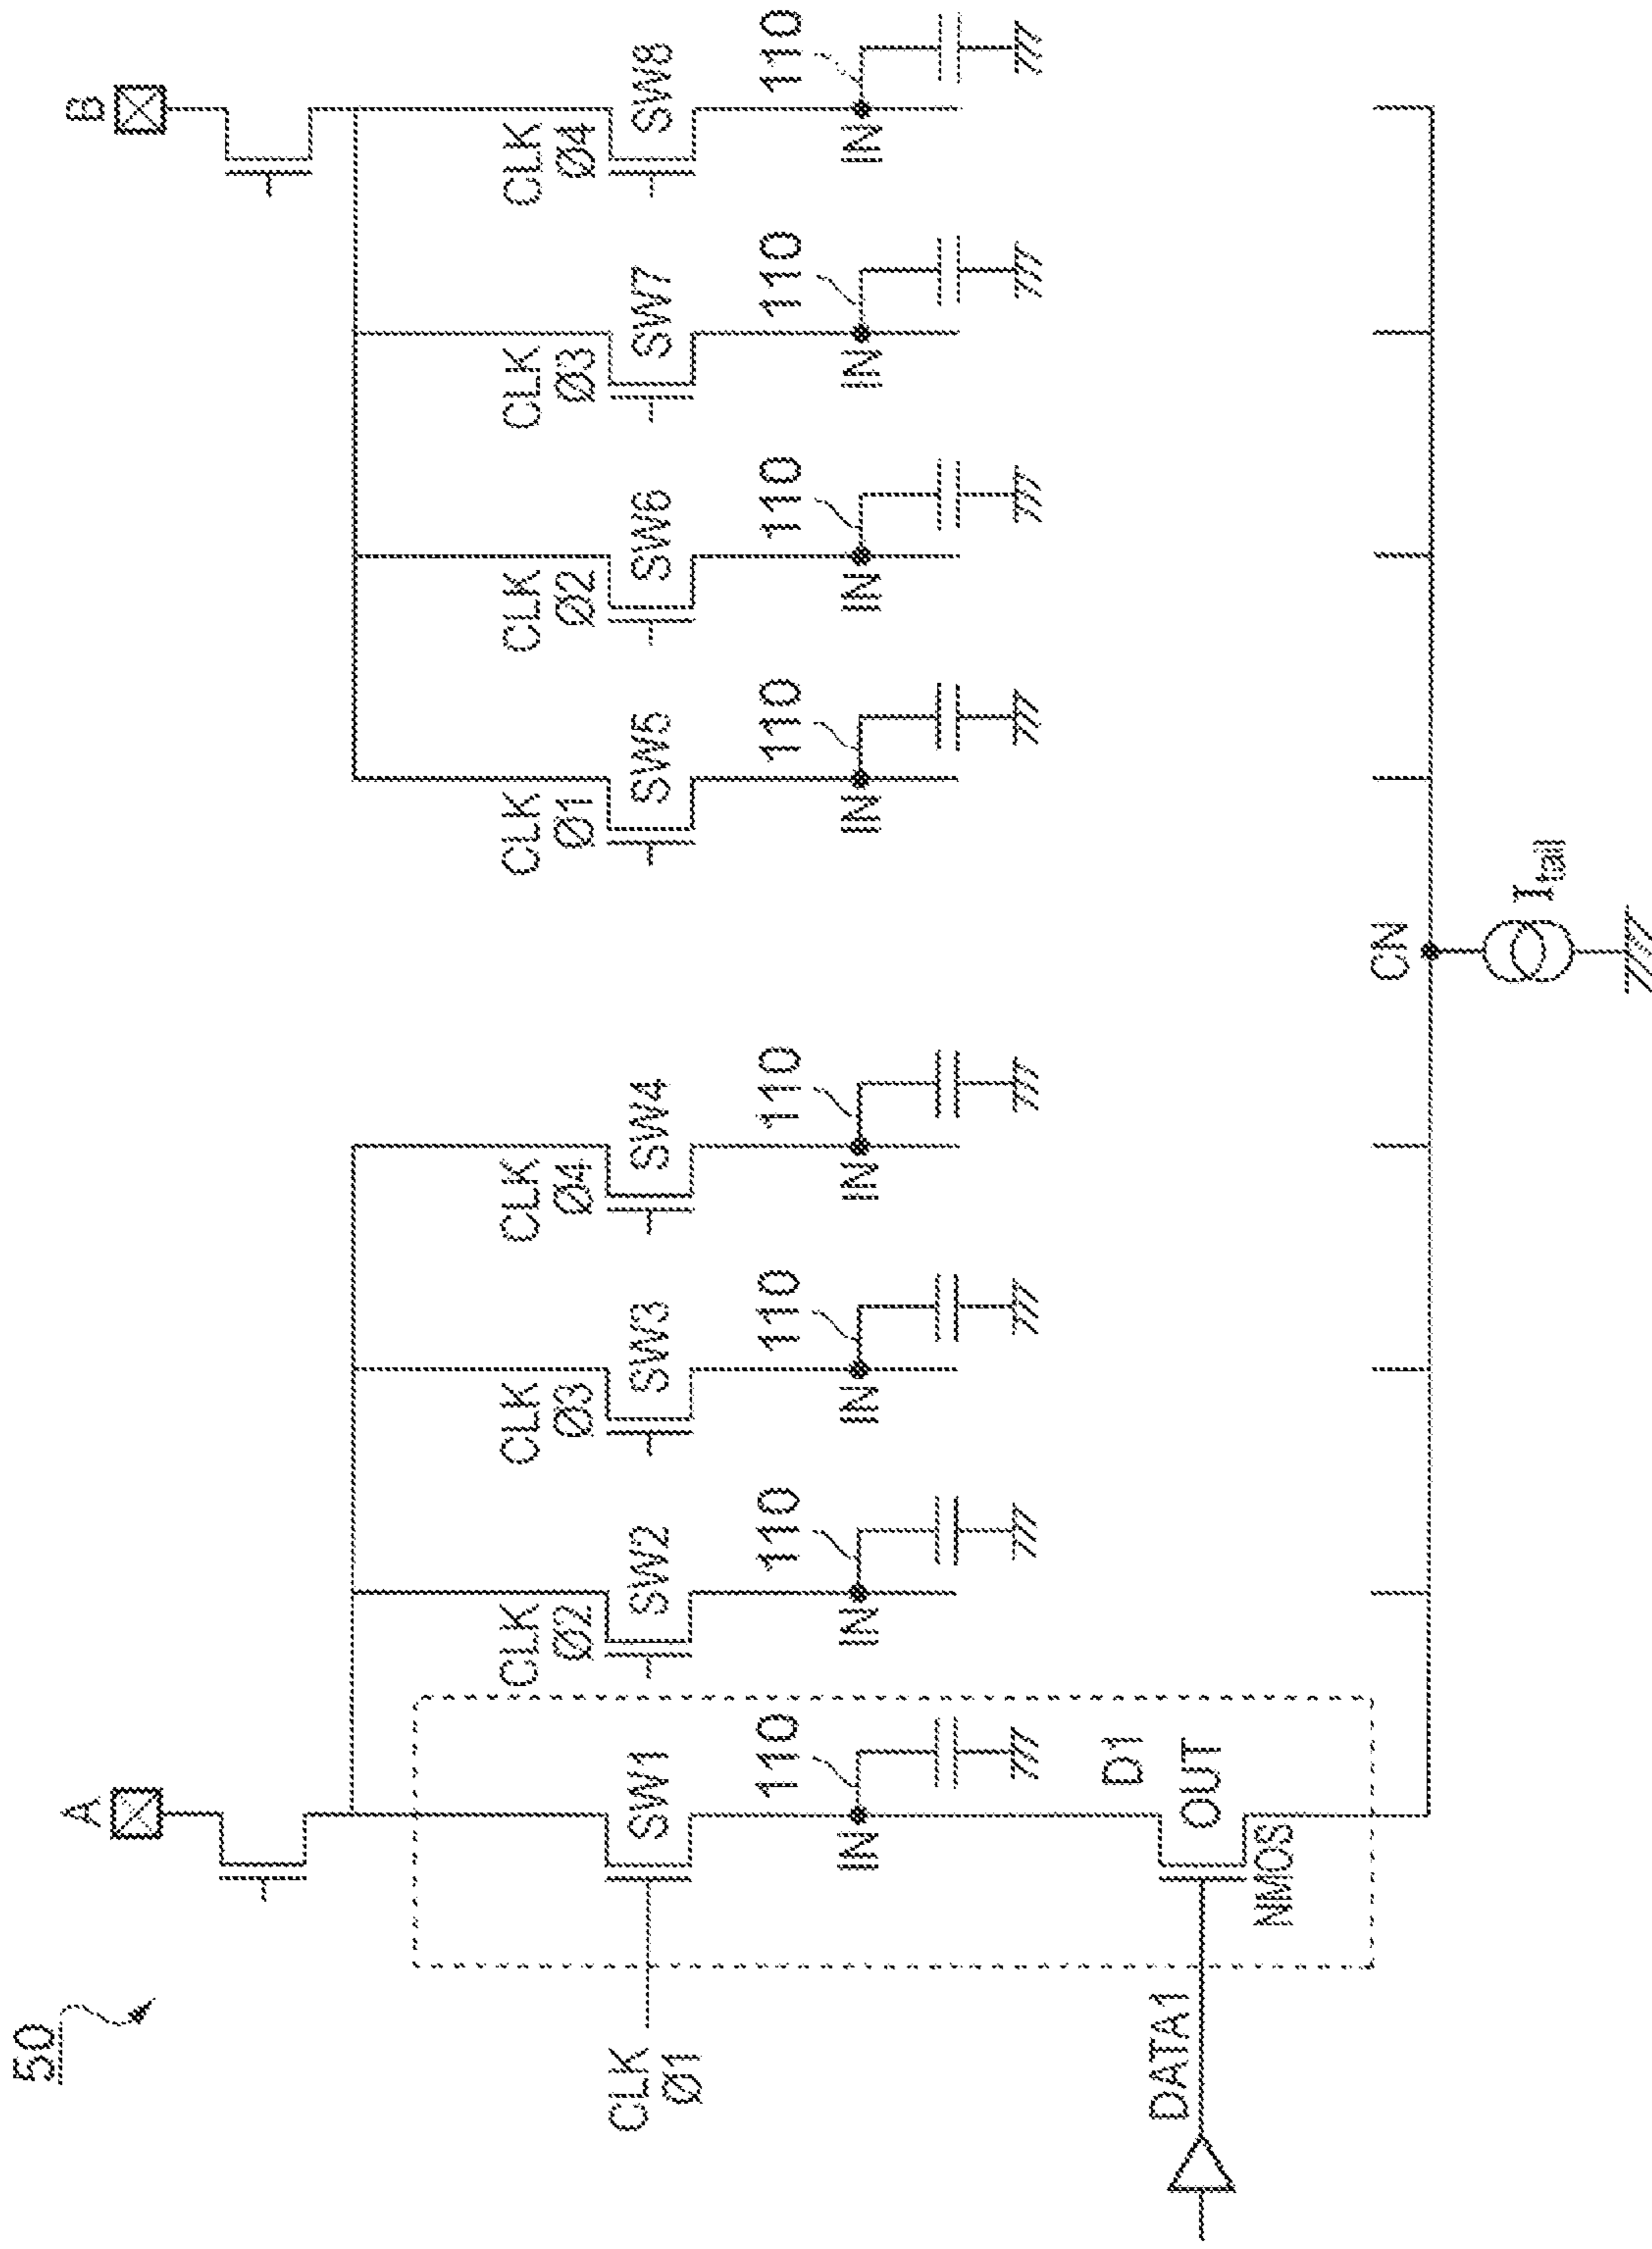 50
A
B
CLK
Ø1
SW1
CLK
Ø2
SW2
CLK
Ø3
SW3
CLK
Ø4
SW4
CLK
Ø1
SW5
CLK
Ø2
SW6
CLK
Ø3
SW7
CLK
Ø4
SW8
IN
110
IN
110
IN
110
IN
110
IN
110
IN
110
IN
110
IN
110
DATA1
D1
OUT
NMOS
CN
Itail